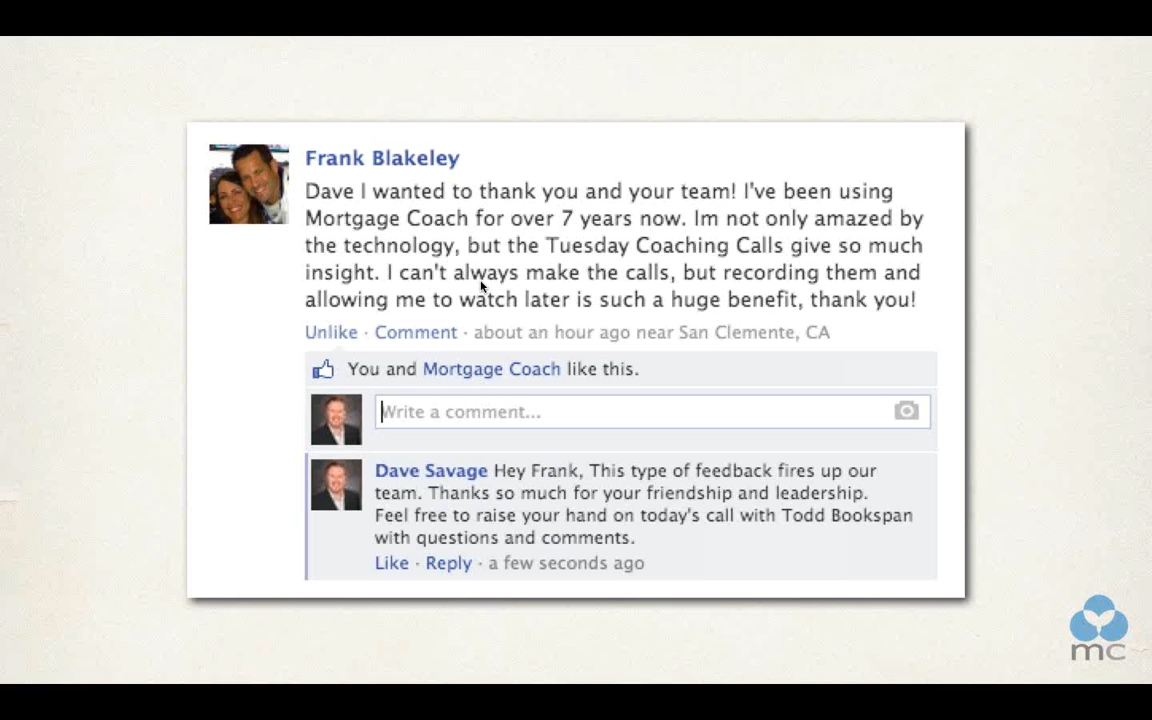 Frank Blakeley
Dave I wanted to thank you and your team! I've been using
Mortgage Coach for over 7 years now. Im not only amazed by
the technology, but the Tuesday Coaching Calls give so much
insight. I can't always make the calls, but recording them and
allowing me to watch later is such a huge benefit, thank you!
Unlike · Comment · about an hour ago near San Clemente, CA
You and Mortgage Coach like this.
Write a comment...
Dave Savage Hey Frank, This type of feedback fires up our
team. Thanks so much for your friendship and leadership.
Feel free to raise your hand on today's call with Todd Bookspan
with questions and comments.
Like · Reply · a few seconds ago
mc